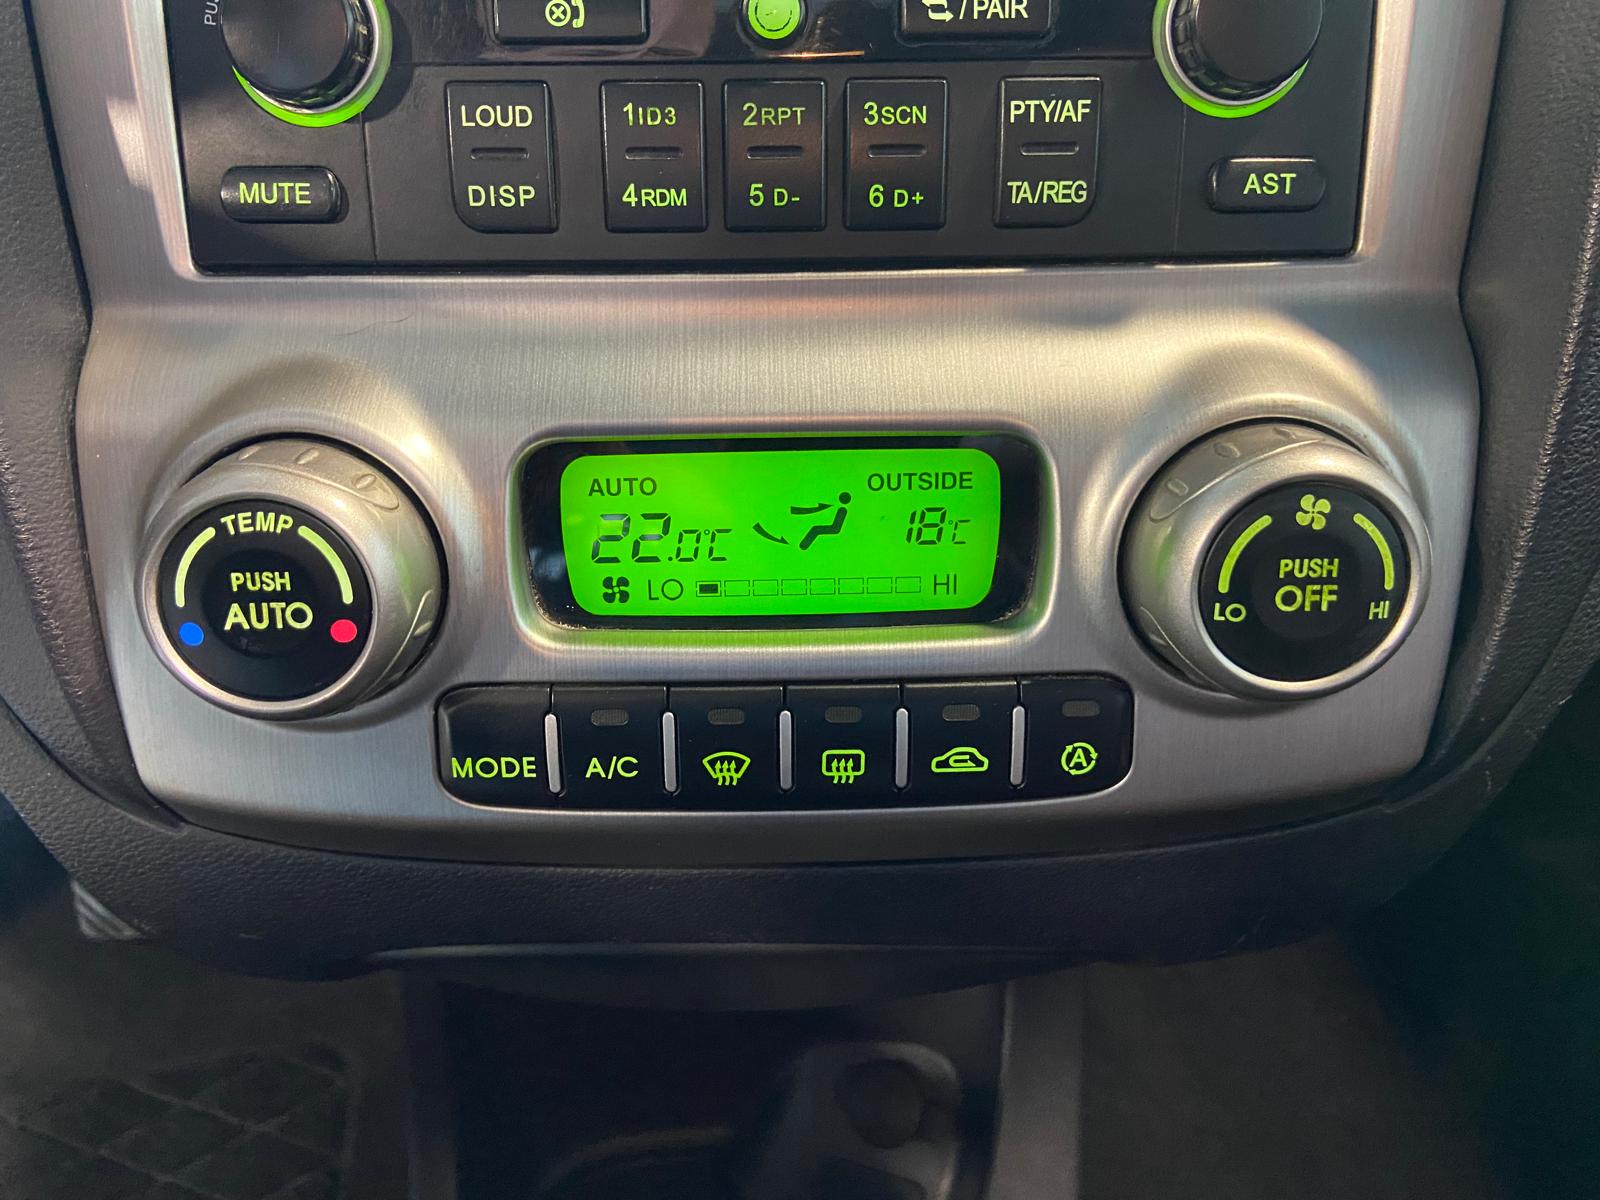 /PAIR
LOUD
DISP
1ID3
4RDM
2RPT
5 D-
3SCN
6 D+
PTY/AF
TA/REG
MUTE
AST
AUTO
22.0°C
OUTSIDE
18°C
LO
HI
TEMP
PUSH
AUTO
PUSH
OFF
LO
HI
MODE
A/C
A